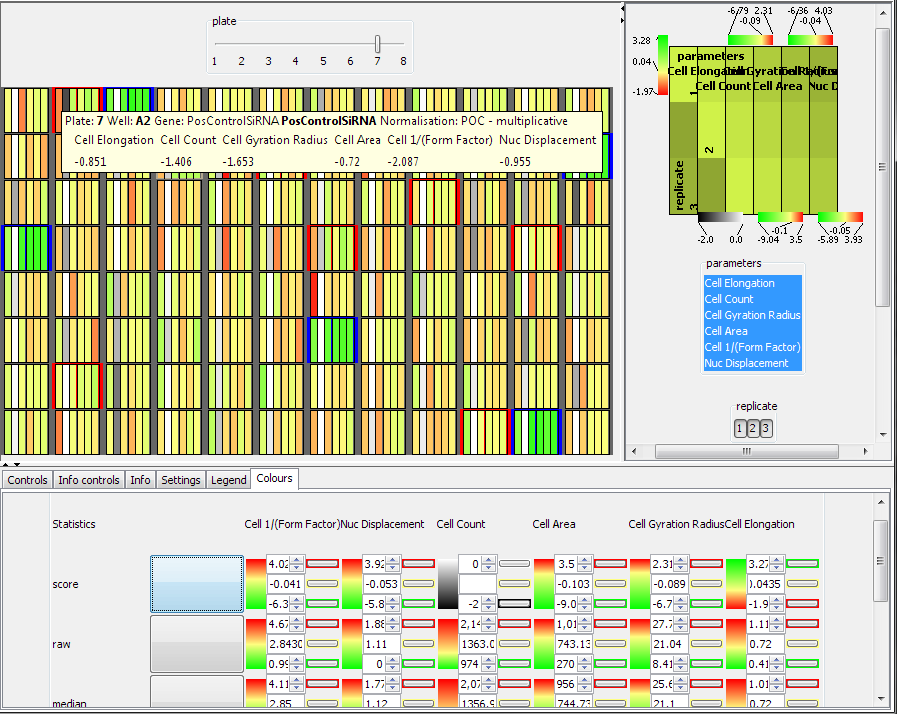 plate
1 2 3 4 5 6 7 8
Plate: 7 Well: A2 Gene: PosControlSiRNA PosControlSiRNA Normalisation: POC - multiplicative
Cell Elongation Cell Count Cell Gyration Radius Cell Area Cell 1/(Form Factor) Nuc Displacement
-0.851 -1.406 -1.653 -0.72 -2.087 -0.955
-6.79 2.31 -6.36 4.03
-0.09 -0.04
3.28
0.04
-1.97
parameters
Cell Count Cell Area Nuc D
1
2
replicate 3
-2.0 0.0 -0.1 -0.05
-9.04 3.5 -5.89 3.93
parameters
Cell Elongation
Cell Count
Cell Gyration Radius
Cell Area
Cell 1/(Form Factor)
Nuc Displacement
replicate
1 2 3
Controls Info controls Info Settings Legend Colours
Statistics Cell 1/(Form Factor) Nuc Displacement Cell Count Cell Area Cell Gyration Radius Cell Elongation
4.02 3.92 0 3.5 2.31 3.27
score -0.041 -0.053 -0.103 -0.089 0.0435
-6.3 -5.8 -2 -9.0 -6.7 -1.9
4.67 1.88 2,14 1,01 27.7 1.11
raw 2.843 1.11 1363.0 743.13 21.04 0.72
0.99 0 974 270 8.41 0.41
4.11 1.77 2,07 956 25.6 1.01
median 2.85 1.12 1356.9 744.73 21.1 0.72